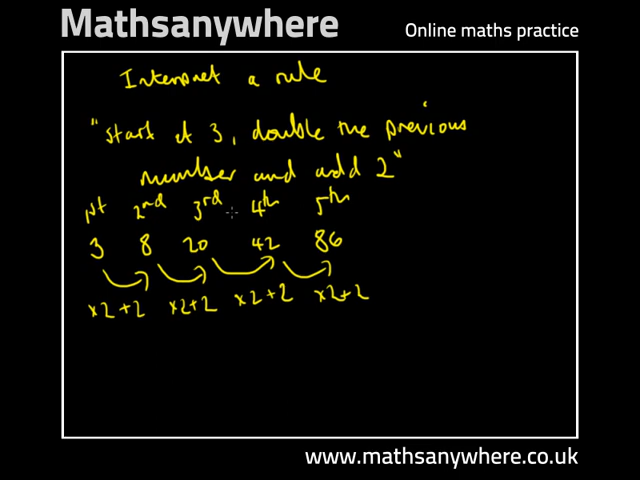 Mathsanywhere
Online maths practice
Interpret a rule
"Start at 3, double the previous
number and add 2"
1st 2nd 3rd 4th 5th
3 8 20 42 86
x2+2 x2+2 x2+2 x2+2
www.mathsanywhere.co.uk